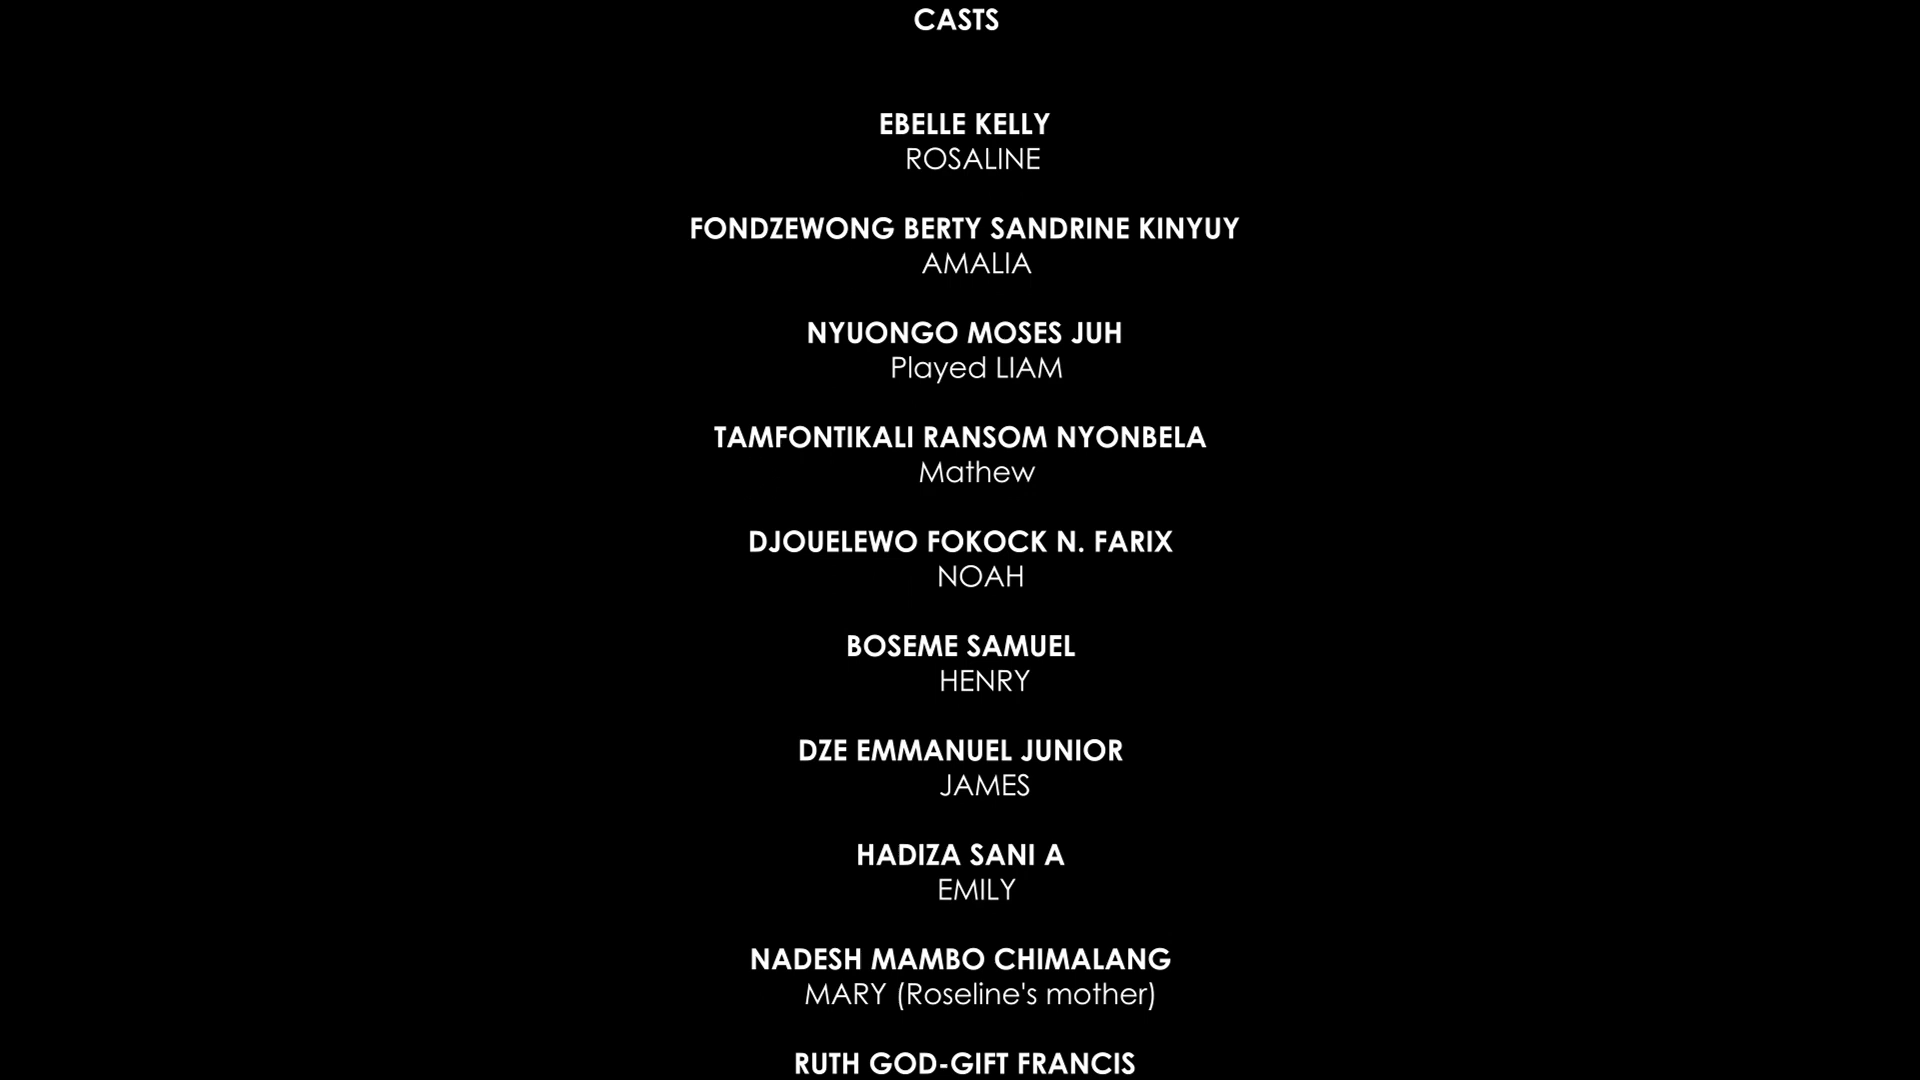 CASTS
EBELLE KELLY
ROSALINE
FONDZEWONG BERTY SANDRINE KINYUY
AMALIA
NYUONGO MOSES JUH
Played LIAM
TAMFONTIKALI RANSOM NYONBELA
Mathew
DJOUELEWO FOKOCK N. FARIX
NOAH
BOSEME SAMUEL
HENRY
DZE EMMANUEL JUNIOR
JAMES
HADIZA SANI A
EMILY
NADESH MAMBO CHIMALANG
MARY (Roseline's mother)
RUTH GOD-GIFT FRANCIS